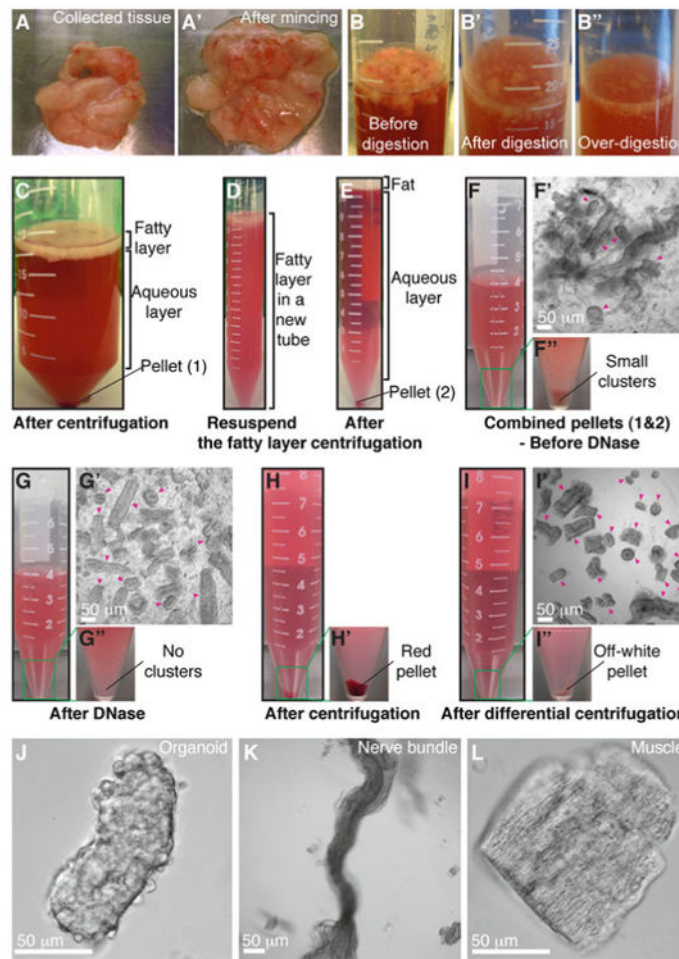 A
Collected tissue
A'
After mincing
B
Before
digestion
B'
After digestion
B"
Over-digestion
C
Fatty
layer
Aqueous
layer
Pellet (1)
After centrifugation
D
Fatty
layer
in a
new
tube
Resuspend
the fatty layer
E
Fat
Aqueous
layer
Pellet (2)
After
centrifugation
F
F'
50 μm
F"
Small
clusters
Combined pellets (1&2)
- Before DNase
G
G'
50 μm
G"
No
clusters
After DNase
H
H'
Red
pellet
After centrifugation
I
I'
50 μm
I"
Off-white
pellet
After differential centrifugation
J
Organoid
50 μm
K
Nerve bundle
50 μm
L
Muscle
50 μm